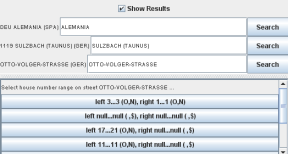 Show Results
DEU ALEMANIA (SPA) ALEMANIA Search
1119 SULZBACH (TAUNUS) (GER) SULZBACH (TAUNUS) Search
OTTO-VOLGER-STRASSE (GER) OTTO-VOLGER-STRASSE Search
Select house number range on street OTTO-VOLGER-STRASSE ...
left 3...3 (O,N), right 1...1 (O,N)
left null...null ( ,$), right null...null ( ,$)
left 17...21 (O,N), right null...null ( ,$)
left 11...11 (O,N), right null...null ( ,$)